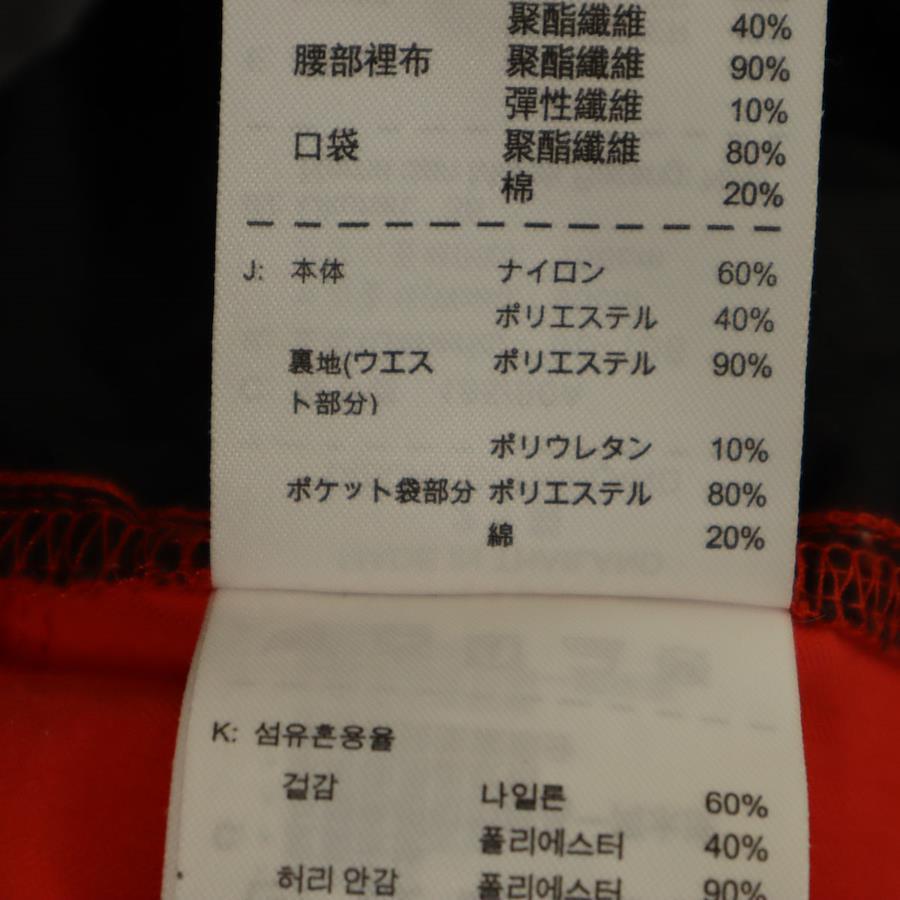 聚酯纖維 40%
腰部裡布 聚酯纖維 90%
彈性纖維 10%
口袋 聚酯纖維 80%
棉 20%
J: 本体 ナイロン 60%
ポリエステル 40%
裏地(ウエス ポリエステル 90%
ト部分)
ポリウレタン 10%
ポケット袋部分 ポリエステル 80%
綿 20%
K: 섬유혼용율
겉감 나일론 60%
폴리에스터 40%
허리 안감 폴리에스터 90%